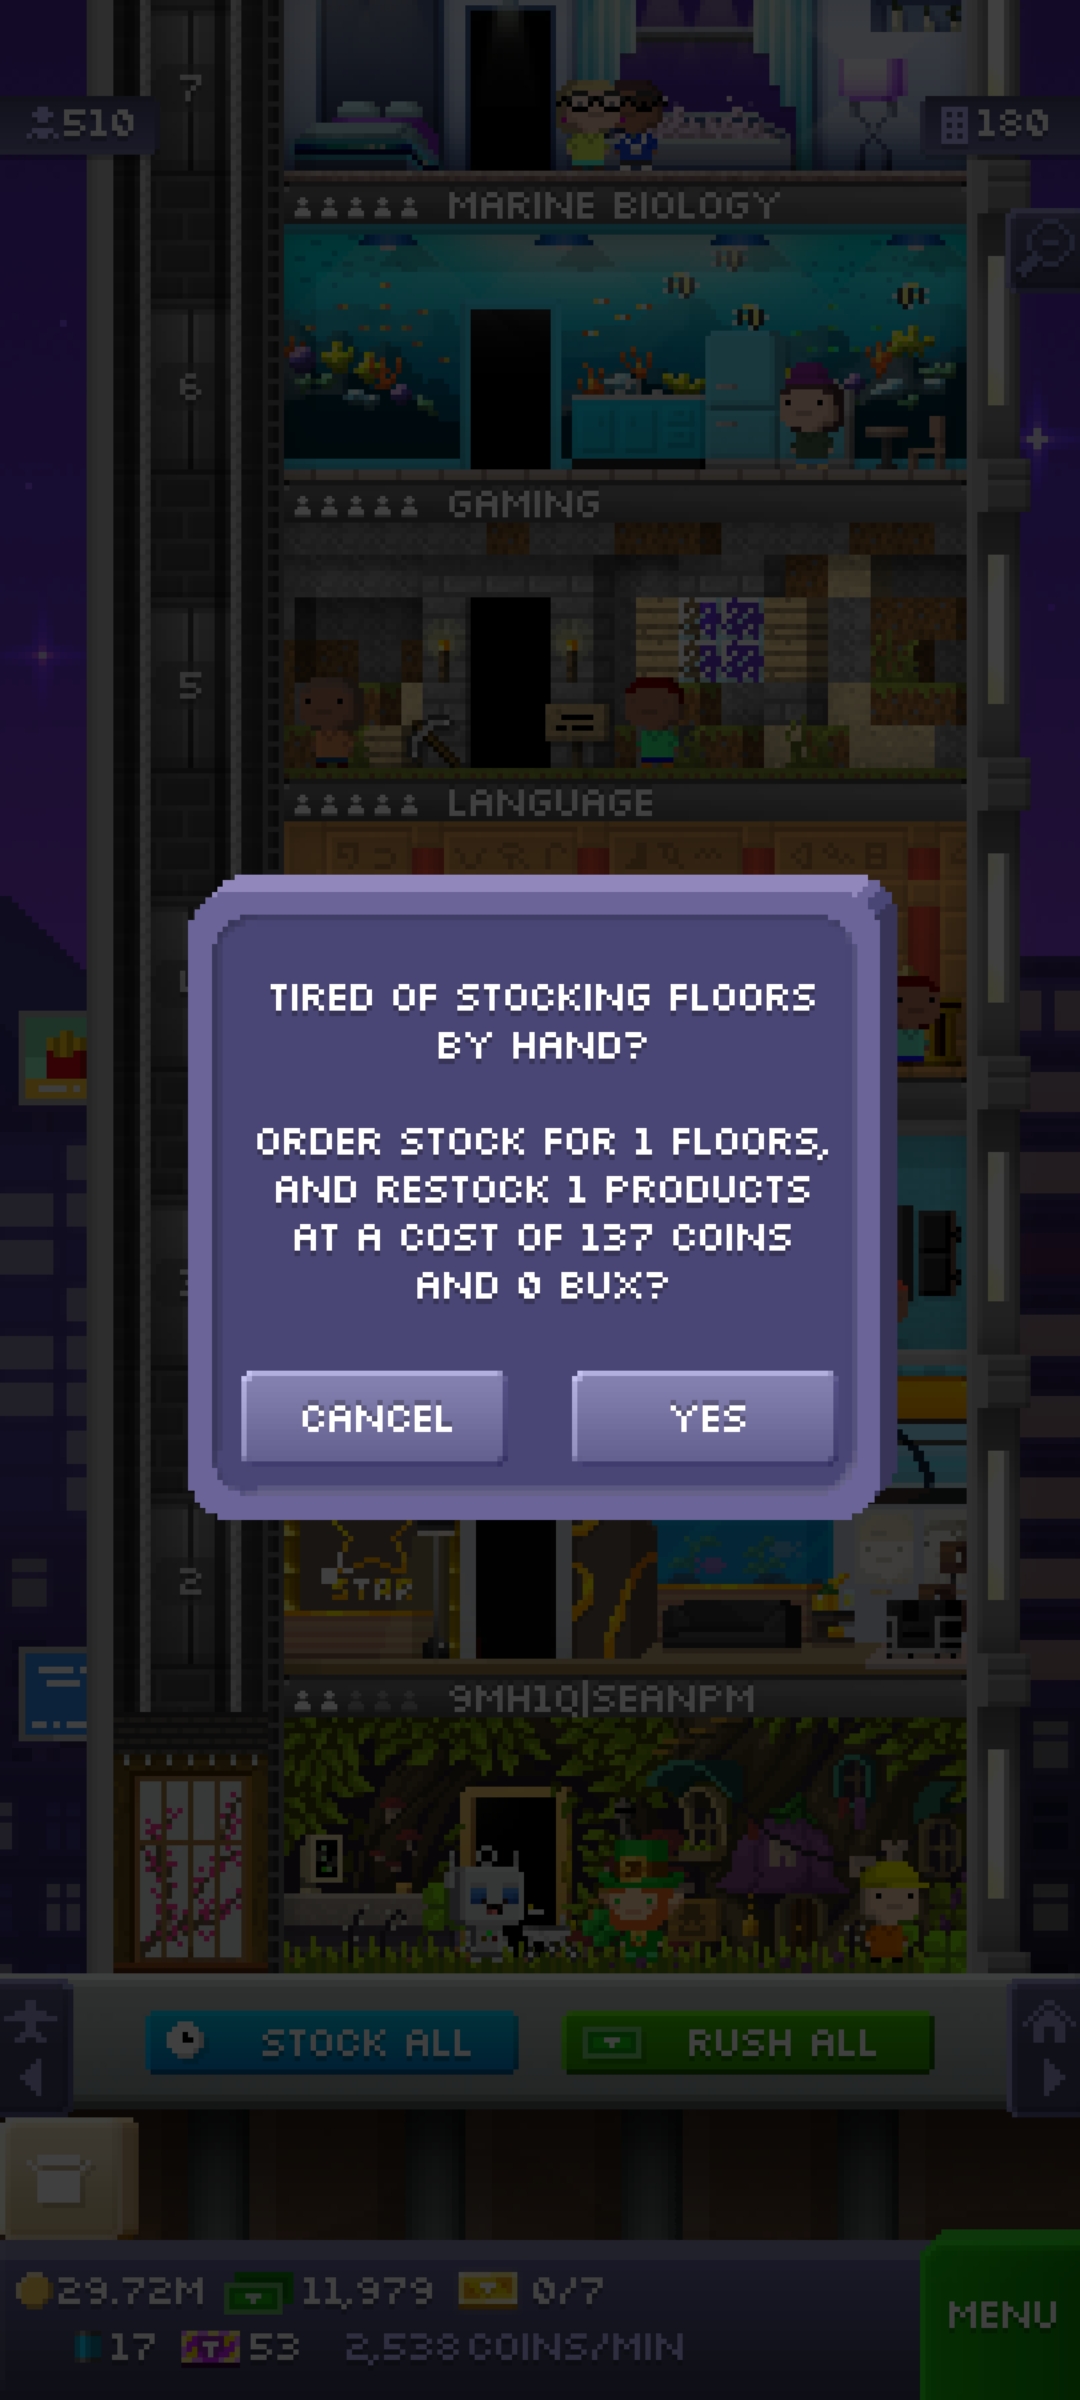 7
510
180
MARINE BIOLOGY
6
GAMING
5
LANGUAGE
TIRED OF STOCKING FLOORS
BY HAND?
ORDER STOCK FOR 1 FLOORS,
AND RESTOCK 1 PRODUCTS
AT A COST OF 137 COINS
AND 0 BUX?
CANCEL
YES
2
STAR
9MH1Q|SEANPM
STOCK ALL
RUSH ALL
29.72M
11,979
0/7
MENU
17
T
53
2,538 COINS/MIN